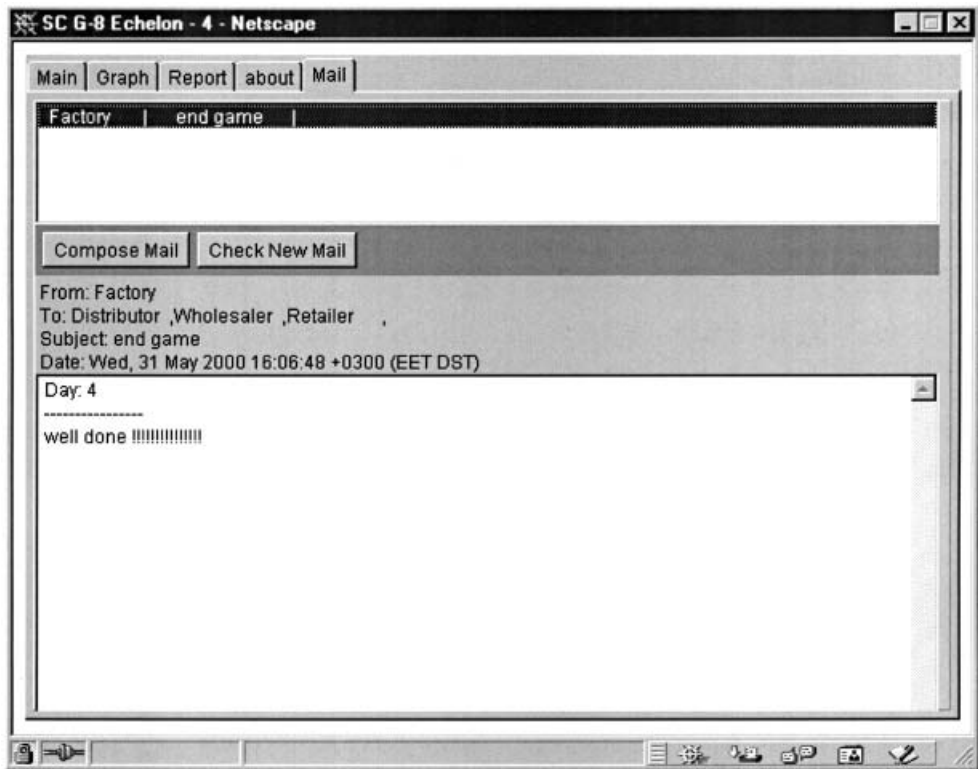 SC G-8 Echelon - 4 - Netscape
Main Graph Report about Mail
Factory | end game |
Compose Mail Check New Mail
From: Factory
To: Distributor ,Wholesaler ,Retailer ,
Subject: end game
Date: Wed, 31 May 2000 16:06:48 +0300 (EET DST)
Day: 4
----------------
well done !!!!!!!!!!!!!!!